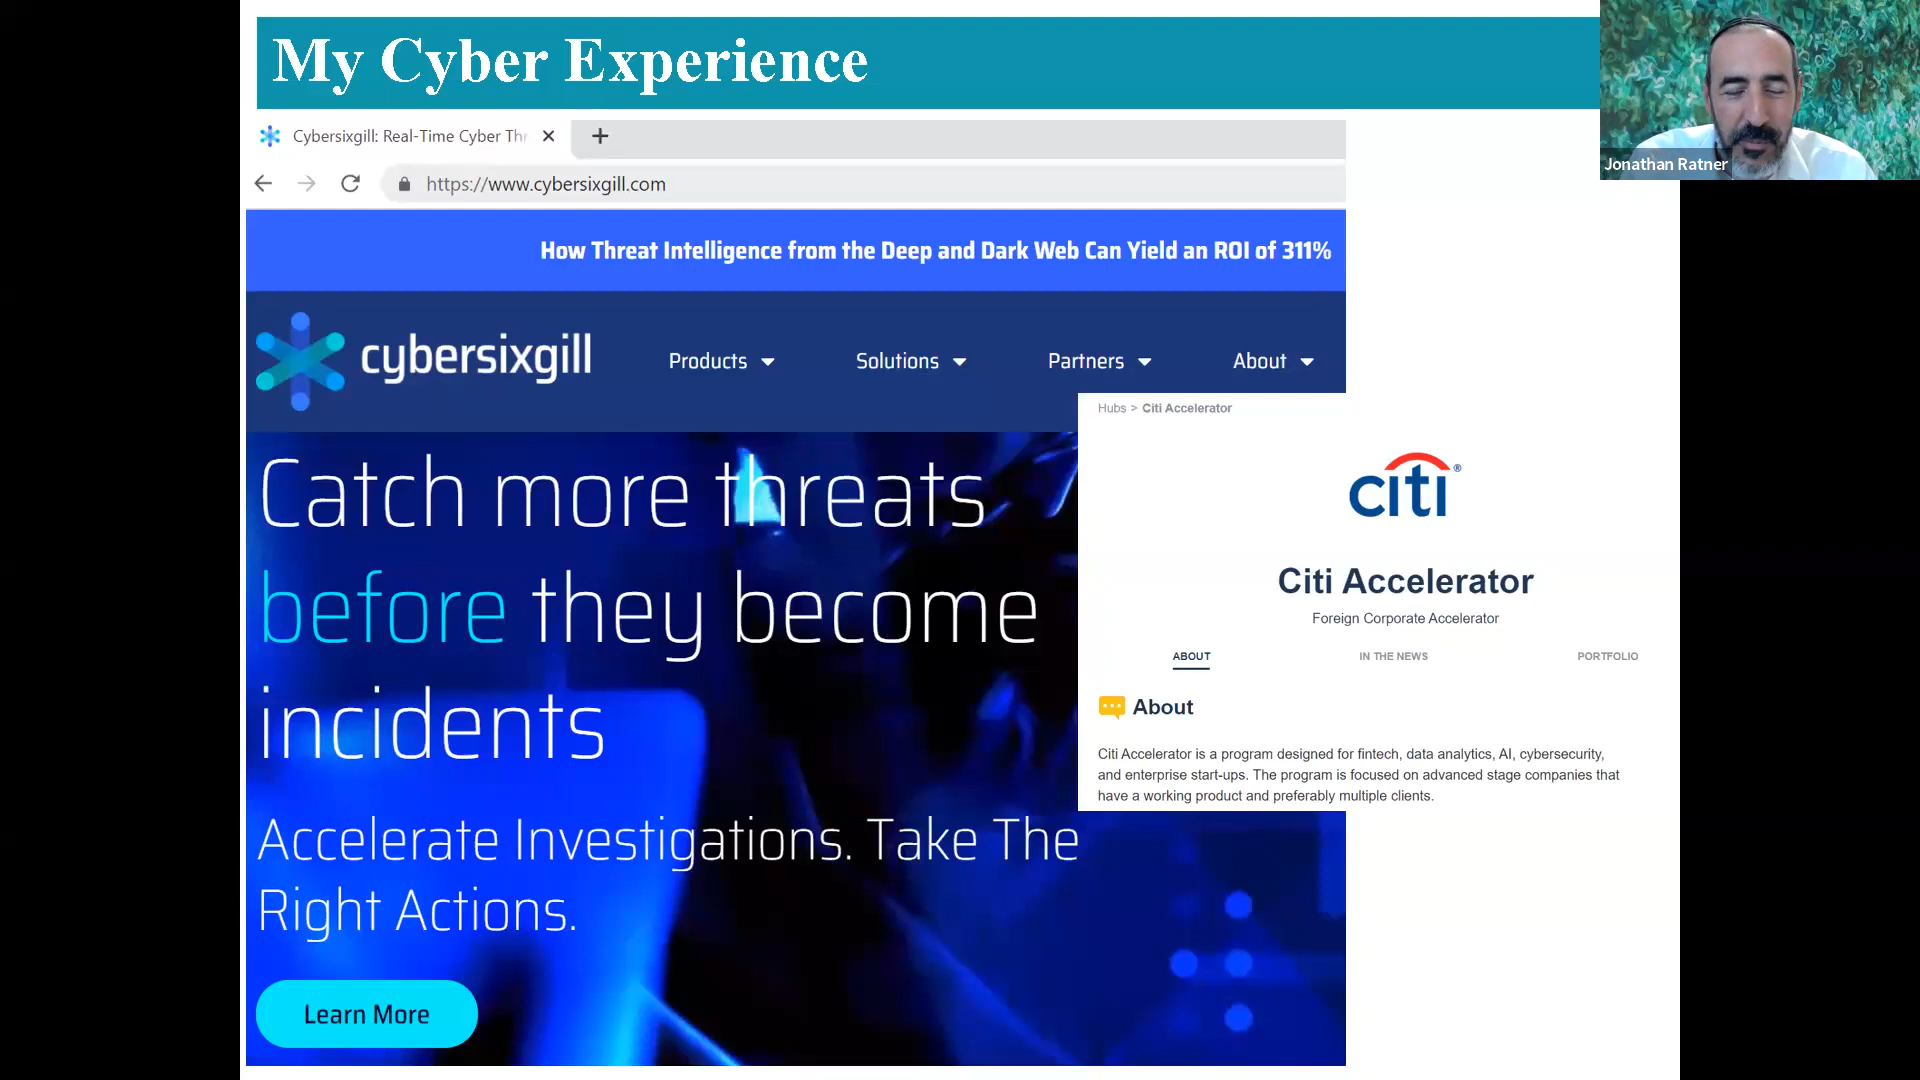 My Cyber Experience
Jonathan Ratner
Cybersixgill: Real-Time Cyber Thr
https://www.cybersixgill.com
How Threat Intelligence from the Deep and Dark Web Can Yield an ROI of 311%
cybersixgill
Products
Solutions
Partners
About
Catch more threats
before they become
incidents
Accelerate Investigations. Take The
Right Actions.
Learn More
Hubs > Citi Accelerator
citi®
Citi Accelerator
Foreign Corporate Accelerator
ABOUT
IN THE NEWS
PORTFOLIO
About
Citi Accelerator is a program designed for fintech, data analytics, AI, cybersecurity,
and enterprise start-ups. The program is focused on advanced stage companies that
have a working product and preferably multiple clients.